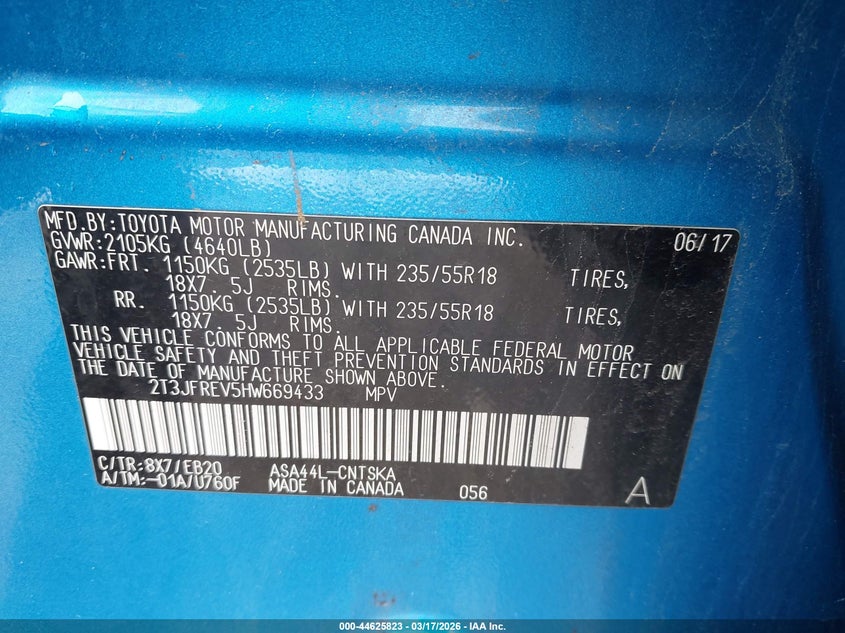 MFD.BY:TOYOTA MOTOR MANUFACTURING CANADA INC. 06/17
GVWR:2105KG (4640LB)
GAWR:FRT. 1150KG (2535LB) WITH 235/55R18 TIRES,
18X7. 5J RIMS.
RR. 1150KG (2535LB) WITH 235/55R18 TIRES,
18X7. 5J RIMS.
THIS VEHICLE CONFORMS TO ALL APPLICABLE FEDERAL MOTOR
VEHICLE SAFETY AND THEFT PREVENTION STANDARDS IN EFFECT ON
THE DATE OF MANUFACTURE SHOWN ABOVE.
2T3JFREV5HW669433 MPV
C/TR:8X7/EB20 ASA44L-CNTSKA
A/TM:-01A/U760F MADE IN CANADA 056 A
000-44625823 - 03/17/2026 - IAA Inc.